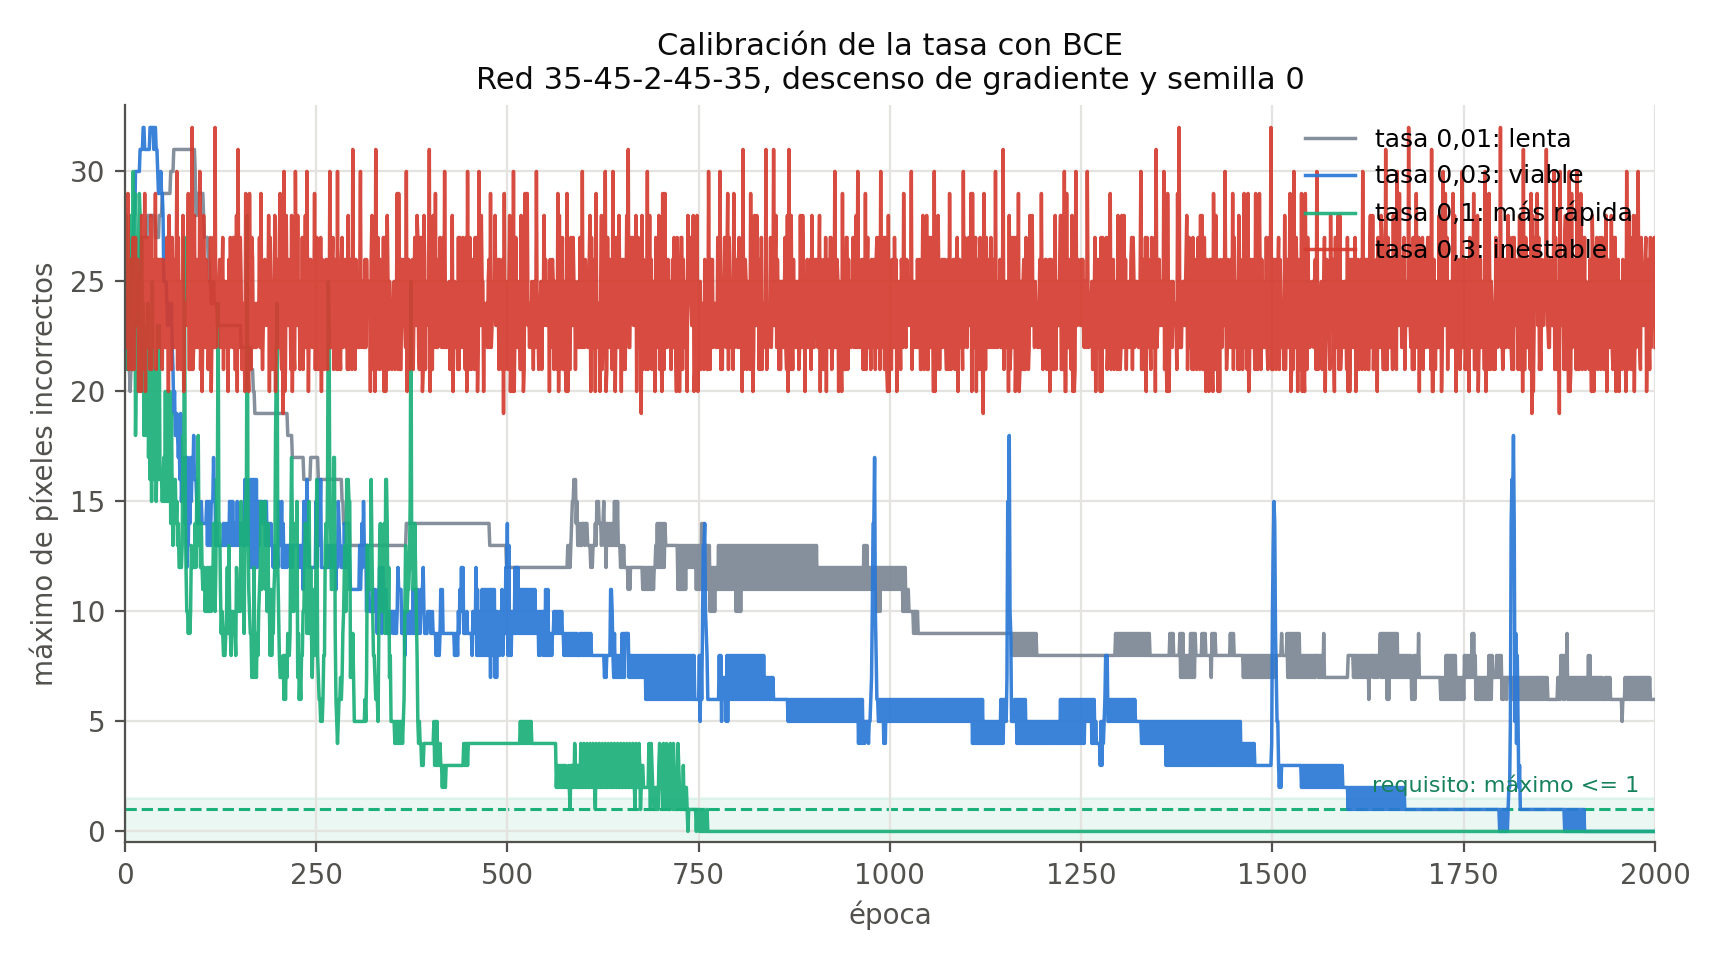 Calibración de la tasa con BCE
Red 35-45-2-45-35, descenso de gradiente y semilla 0
tasa 0,01: lenta
tasa 0,03: viable
tasa 0,1: más rápida
tasa 0,3: inestable
máximo de píxeles incorrectos
30
25
20
15
10
5
0
requisito: máximo <= 1
0 250 500 750 1000 1250 1500 1750 2000
época